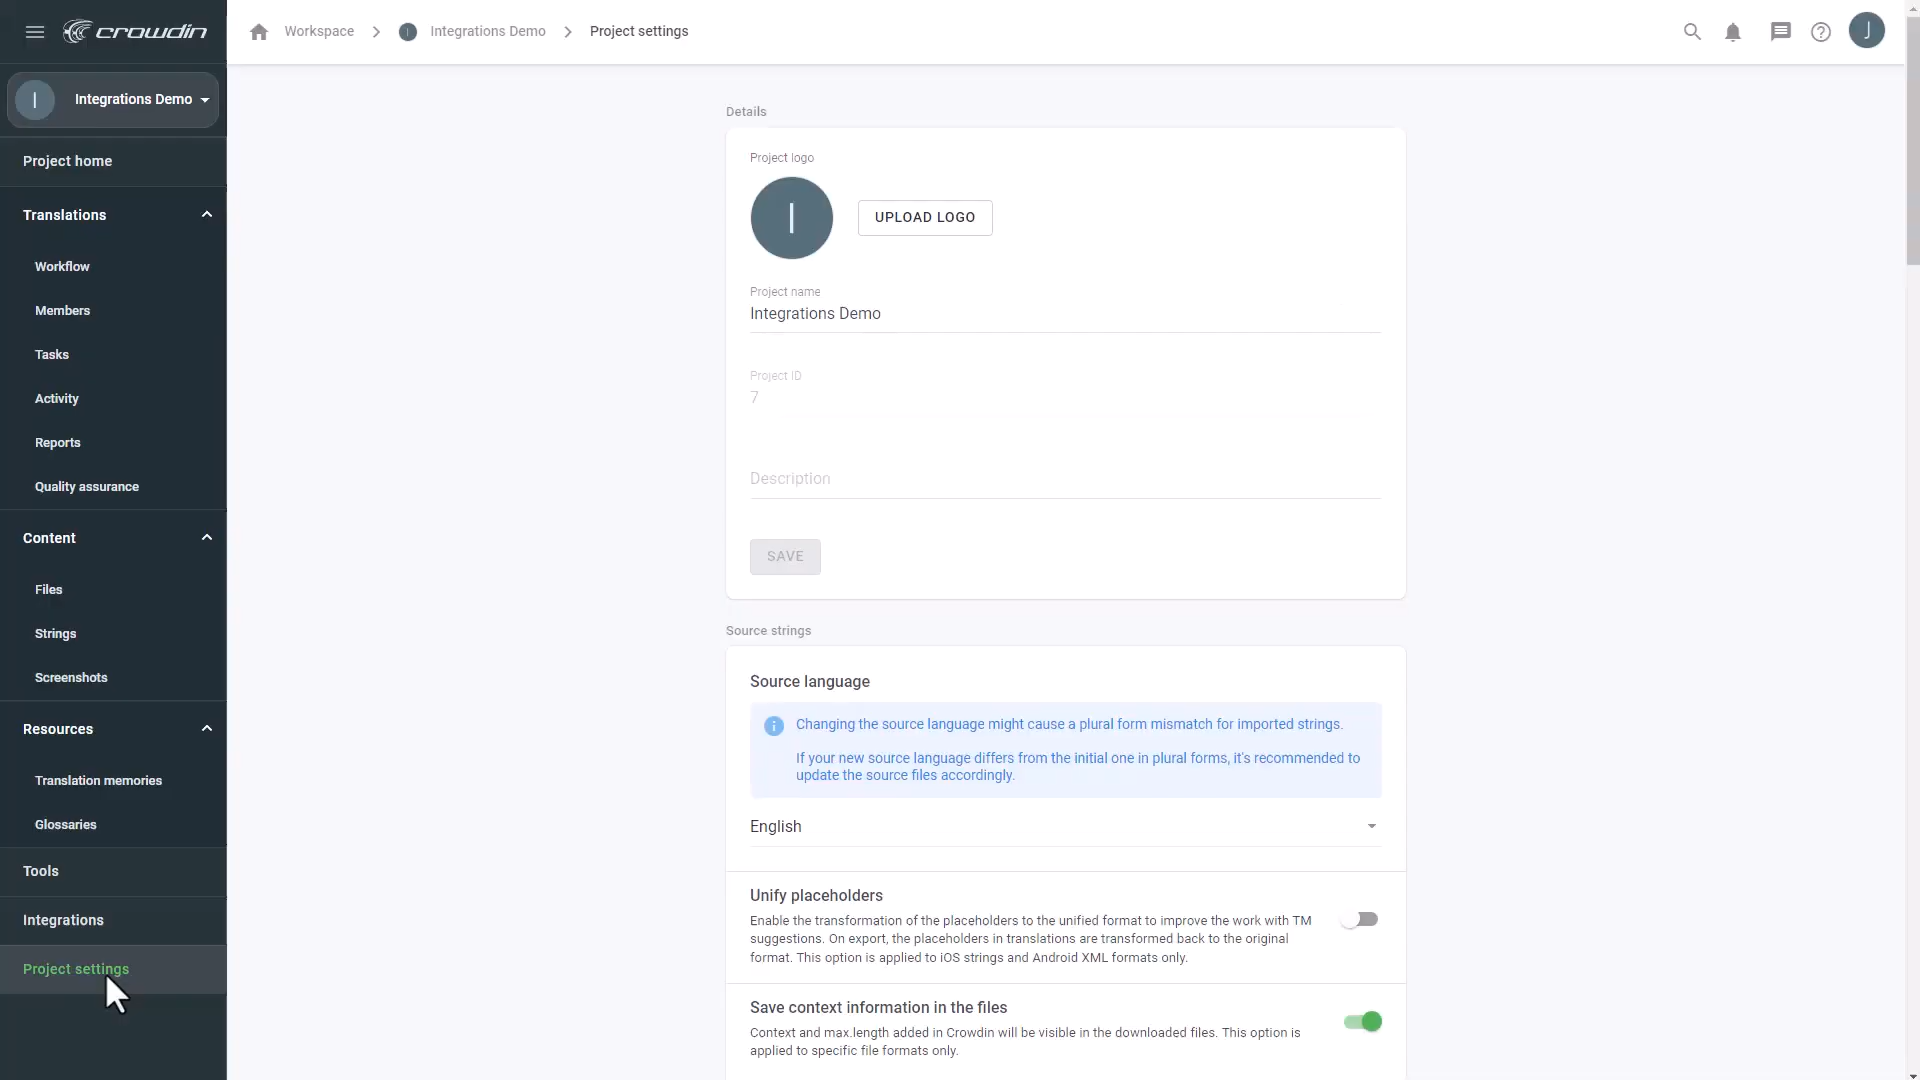 crowdin
Workspace
Integrations Demo
Project settings
J
I
Integrations Demo
Project home
Translations
Workflow
Members
Tasks
Activity
Reports
Quality assurance
Content
Files
Strings
Screenshots
Resources
Translation memories
Glossaries
Tools
Integrations
Project settings
Details
Project logo
I
UPLOAD LOGO
Project name
Integrations Demo
Project ID
7
Description
SAVE
Source strings
Source language
Changing the source language might cause a plural form mismatch for imported strings.
If your new source language differs from the initial one in plural forms, it's recommended to
update the source files accordingly.
English
Unify placeholders
Enable the transformation of the placeholders to the unified format to improve the work with TM
suggestions. On export, the placeholders in translations are transformed back to the original
format. This option is applied to iOS strings and Android XML formats only.
Save context information in the files
Context and max.length added in Crowdin will be visible in the downloaded files. This option is
applied to specific file formats only.